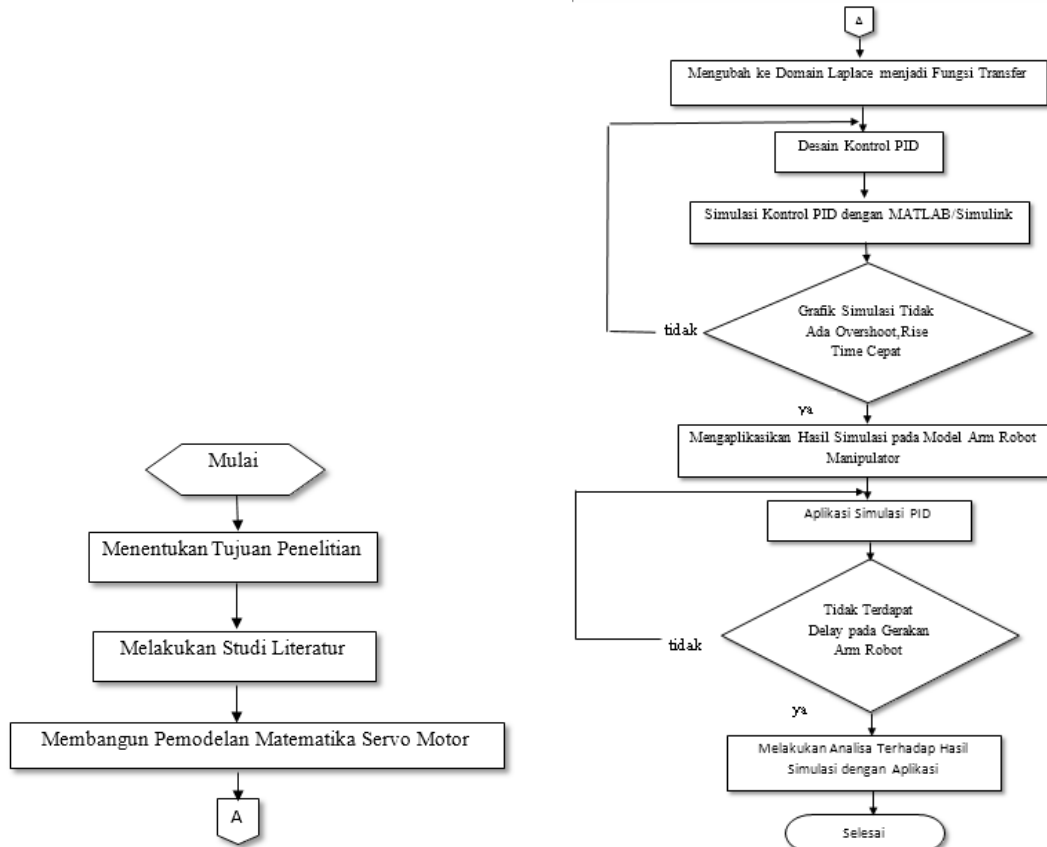 Mulai
Menentukan Tujuan Penelitian
Melakukan Studi Literatur
Membangun Pemodelan Matematika Servo Motor
A
A
Mengubah ke Domain Laplace menjadi Fungsi Transfer
Desain Kontrol PID
Simulasi Kontrol PID dengan MATLAB/Simulink
Grafik Simulasi Tidak
Ada Overshoot,Rise
Time Cepat
tidak
ya
Mengaplikasikan Hasil Simulasi pada Model Arm Robot
Manipulator
Aplikasi Simulasi PID
Tidak Terdapat
Delay pada Gerakan
Arm Robot
tidak
ya
Melakukan Analisa Terhadap Hasil
Simulasi dengan Aplikasi
Selesai